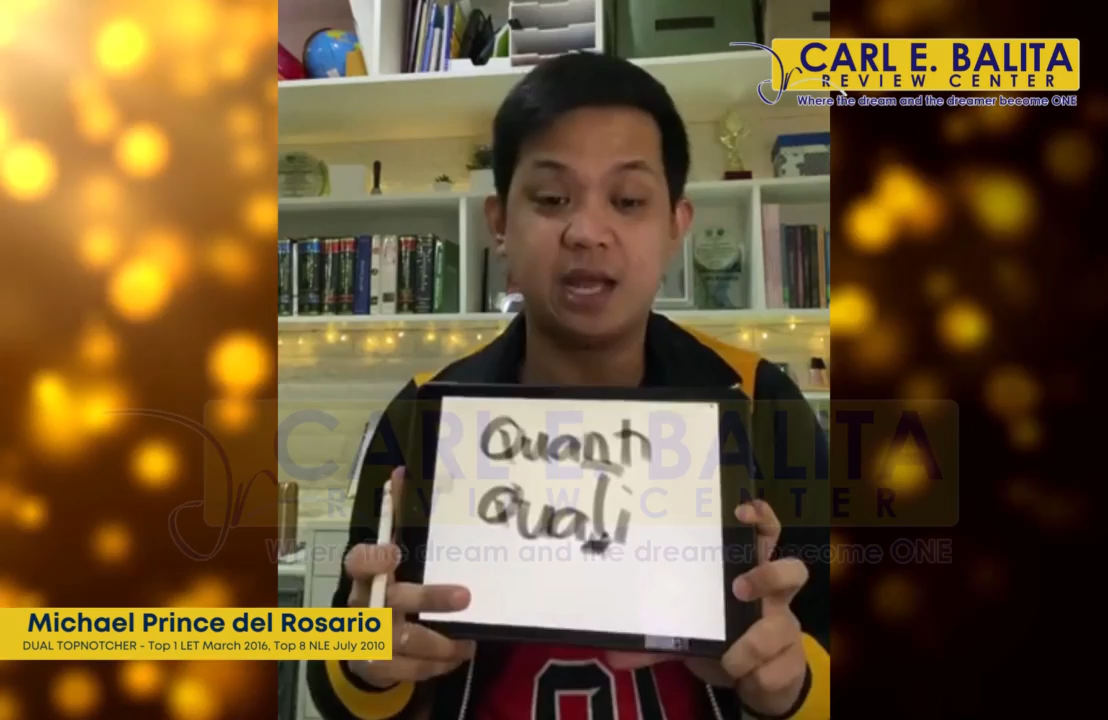 CARL E. BALITA
REVIEW CENTER
Where the dream and the dreamer become ONE
Quanti
Quali
CARL E. BALITA
REVIEW CENTER
Where the dream and the dreamer become ONE
Michael Prince del Rosario
DUAL TOPNOTCHER - Top 1 LET March 2016, Top 8 NLE July 2010